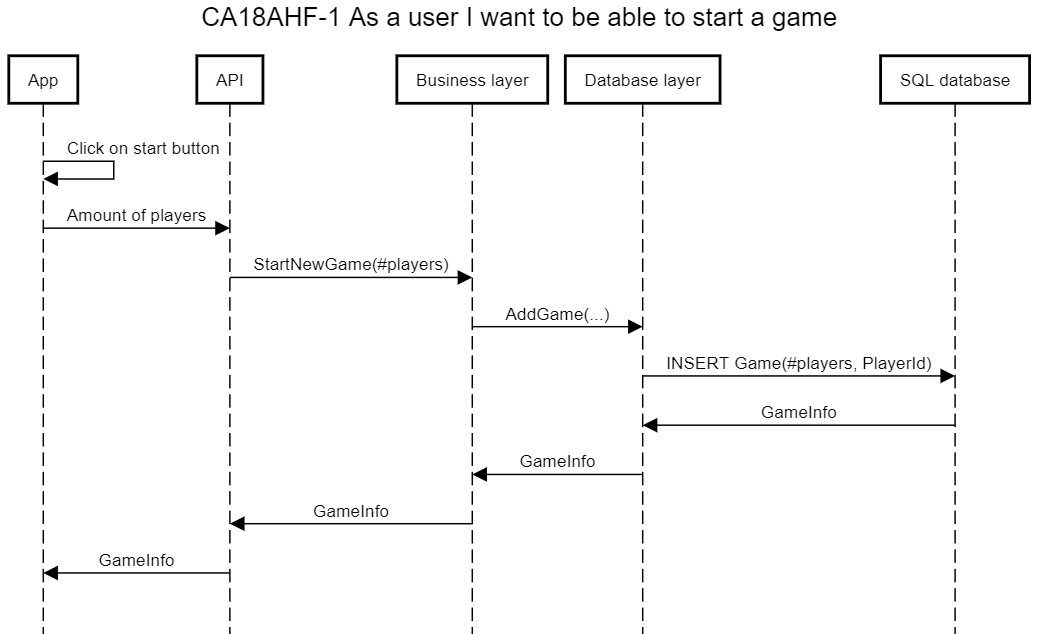 CA18AHF-1 As a user I want to be able to start a game
App
API
Business layer
Database layer
SQL database
Click on start button
Amount of players
StartNewGame(#players)
AddGame(...)
INSERT Game(#players, PlayerId)
GameInfo
GameInfo
GameInfo
GameInfo